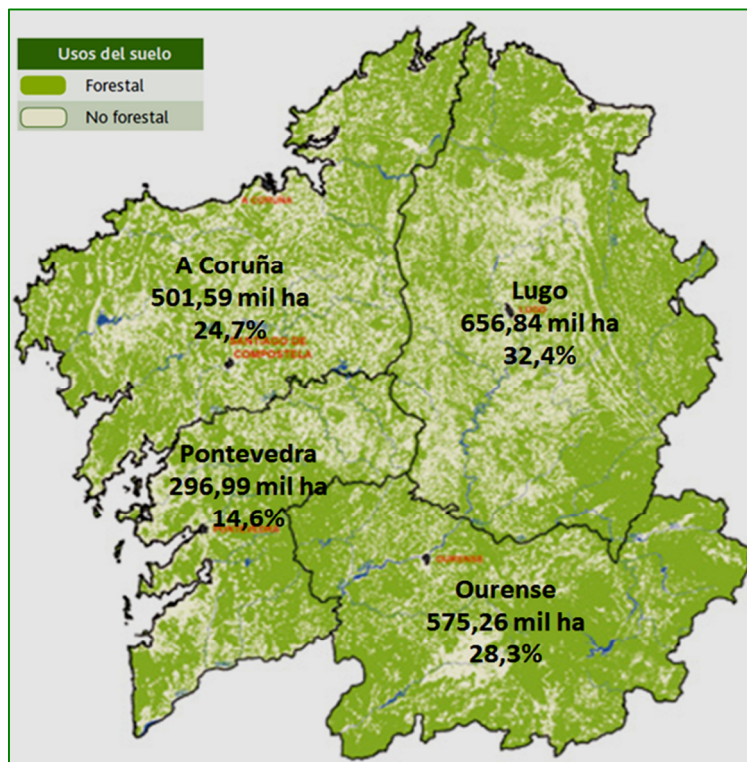 Usos del suelo
Forestal
No forestal
A CORUÑA
A Coruña
501,59 mil ha
24,7%
SANTIAGO DE
COMPOSTELA
Lugo
LUGO
656,84 mil ha
32,4%
Pontevedra
296,99 mil ha
14,6%
OURENSE
Ourense
575,26 mil ha
28,3%